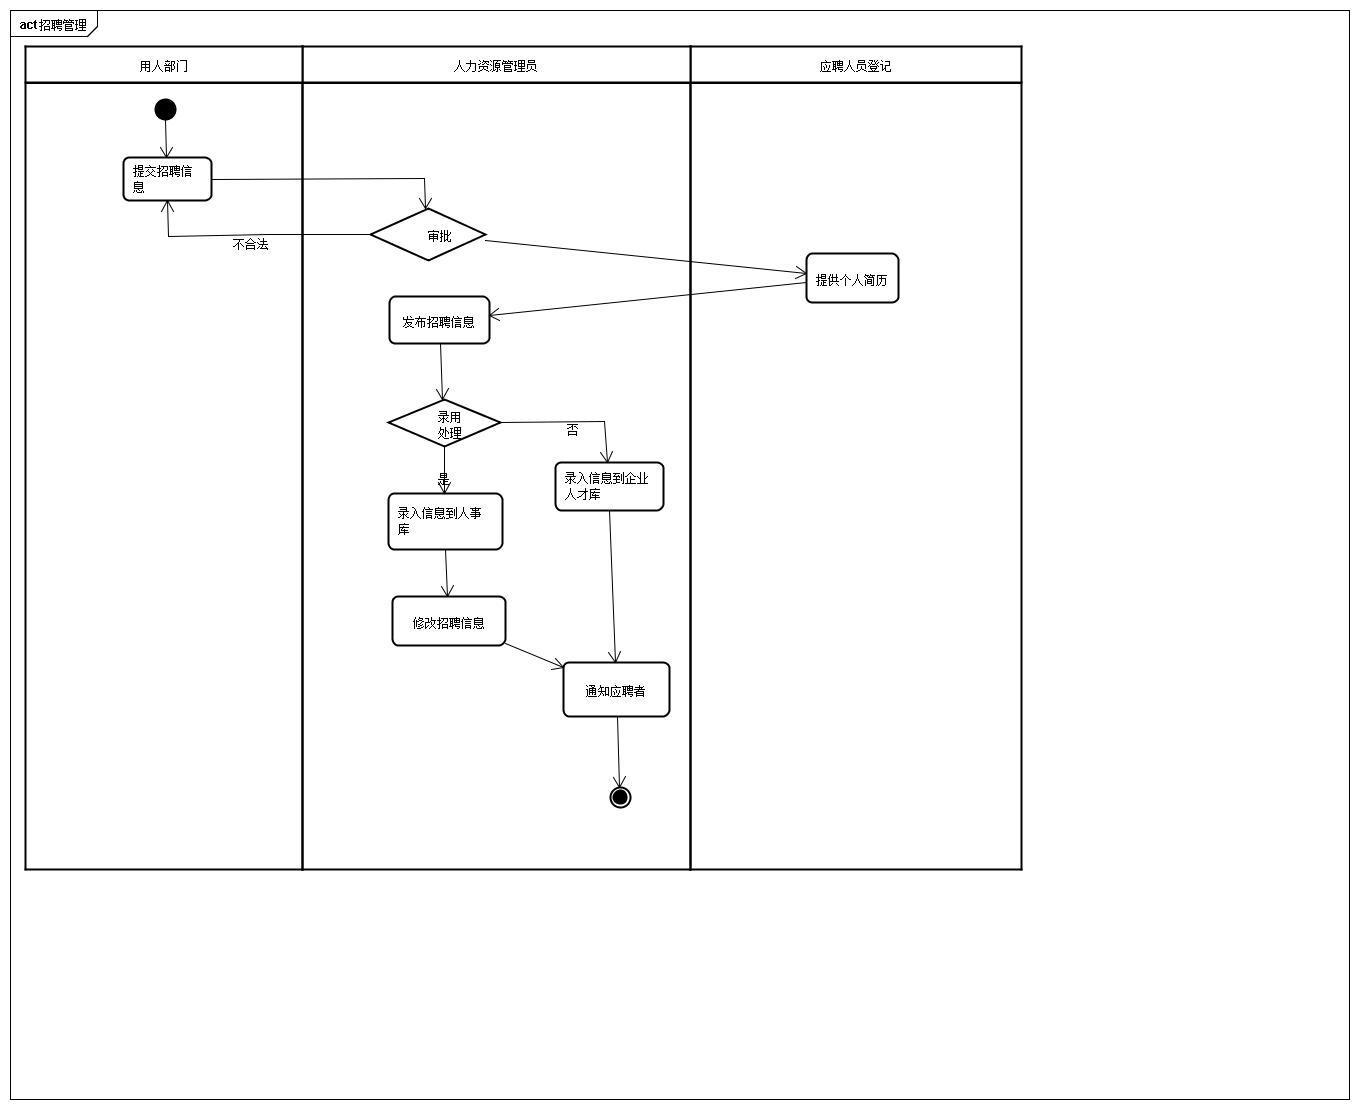 act 招聘管理
用人部门
人力资源管理员
应聘人员登记
提交招聘信
息
审批
不合法
提供个人简历
发布招聘信息
录用
处理
否
是
录入信息到企业
人才库
录入信息到人事
库
修改招聘信息
通知应聘者